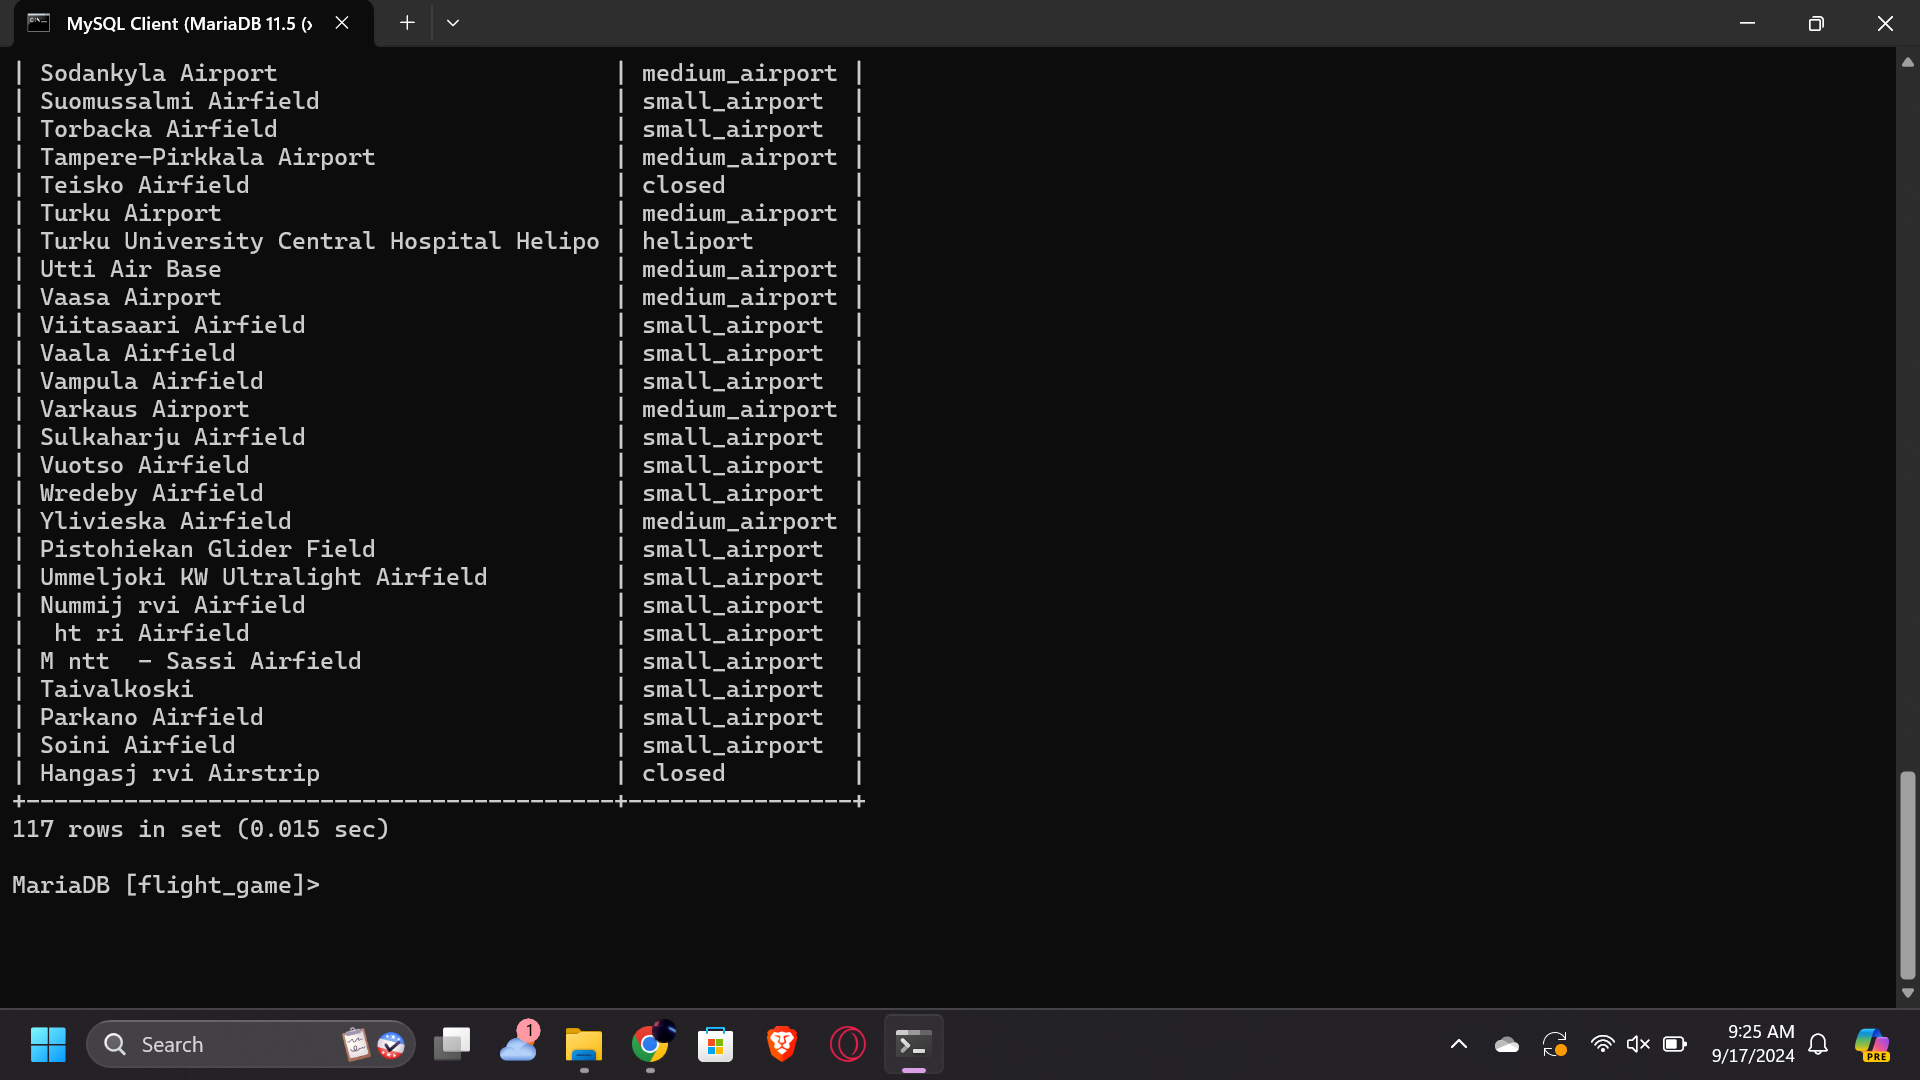 MySQL Client (MariaDB 11.5 (x
| Sodankyla Airport | medium_airport |
| Suomussalmi Airfield | small_airport |
| Torbacka Airfield | small_airport |
| Tampere-Pirkkala Airport | medium_airport |
| Teisko Airfield | closed |
| Turku Airport | medium_airport |
| Turku University Central Hospital Helipo | heliport |
| Utti Air Base | medium_airport |
| Vaasa Airport | medium_airport |
| Viitasaari Airfield | small_airport |
| Vaala Airfield | small_airport |
| Vampula Airfield | small_airport |
| Varkaus Airport | medium_airport |
| Sulkaharju Airfield | small_airport |
| Vuotso Airfield | small_airport |
| Wredeby Airfield | small_airport |
| Ylivieska Airfield | medium_airport |
| Pistohiekan Glider Field | small_airport |
| Ummeljoki KW Ultralight Airfield | small_airport |
| Nummij rvi Airfield | small_airport |
|  ht ri Airfield | small_airport |
| M ntt  - Sassi Airfield | small_airport |
| Taivalkoski | small_airport |
| Parkano Airfield | small_airport |
| Soini Airfield | small_airport |
| Hangasj rvi Airstrip | closed |
+------------------------------------------+----------------+
117 rows in set (0.015 sec)
MariaDB [flight_game]>
Search
1
9:25 AM
9/17/2024
PRE